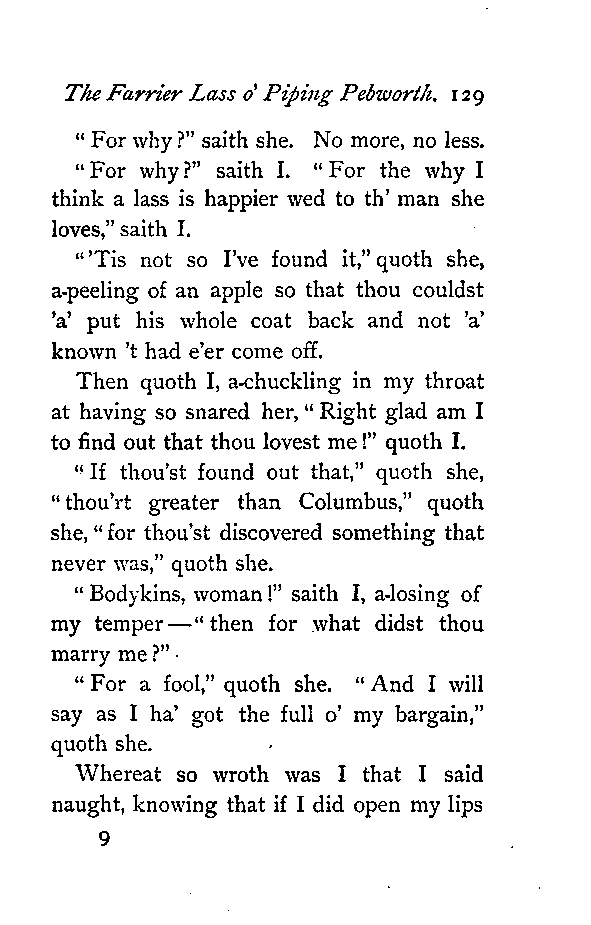 The Farrier Lass o' Piping Pebworth. 129
" For why?" saith she. No more, no less.
"For why?" saith I. "For the why I
think a lass is happier wed to th' man she
loves," saith I.
"'Tis not so I've found it," quoth she,
a-peeling of an apple so that thou couldst
'a' put his whole coat back and not 'a'
known 't had e'er come off.
Then quoth I, a-chuckling in my throat
at having so snared her, "Right glad am I
to find out that thou lovest me!" quoth I.
"If thou'st found out that," quoth she,
"thou'rt greater than Columbus," quoth
she, "for thou'st discovered something that
never was," quoth she.
"Bodykins, woman!" saith I, a-losing of
my temper—"then for what didst thou
marry me?"
"For a fool," quoth she. "And I will
say as I ha' got the full o' my bargain,"
quoth she.
Whereat so wroth was I that I said
naught, knowing that if I did open my lips
9